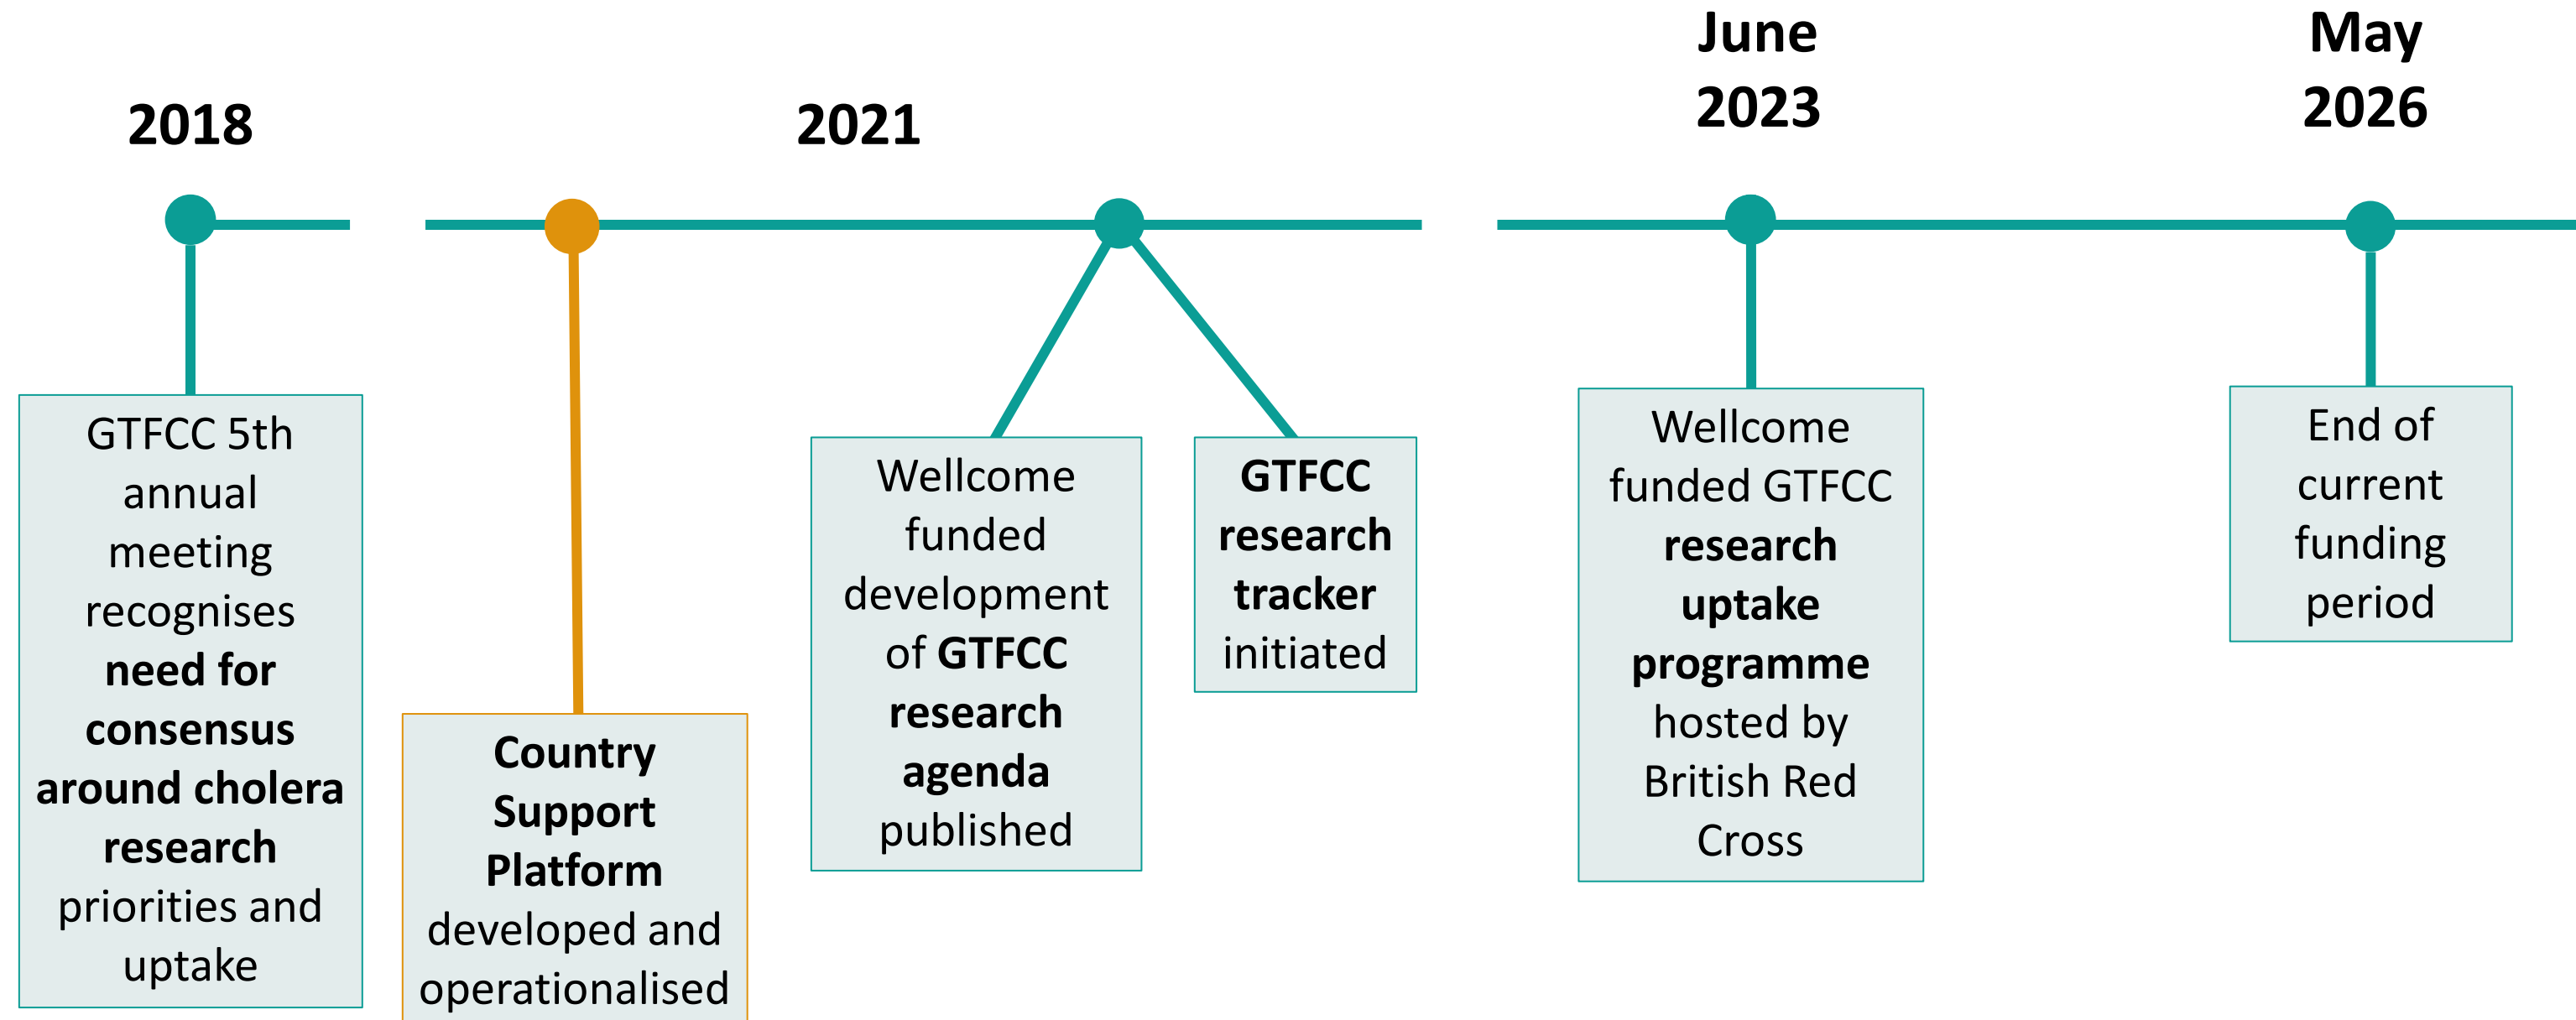 2018
GTFCC 5th
annual
meeting
recognises
need for
consensus
around cholera
research
priorities and
uptake
2021
Country
Support
Platform
developed and
operationalised
Wellcome
funded
development
of GTFCC
research
agenda
published
GTFCC
research
tracker
initiated
June
2023
Wellcome
funded GTFCC
research
uptake
programme
hosted by
British Red
Cross
May
2026
End of
current
funding
period